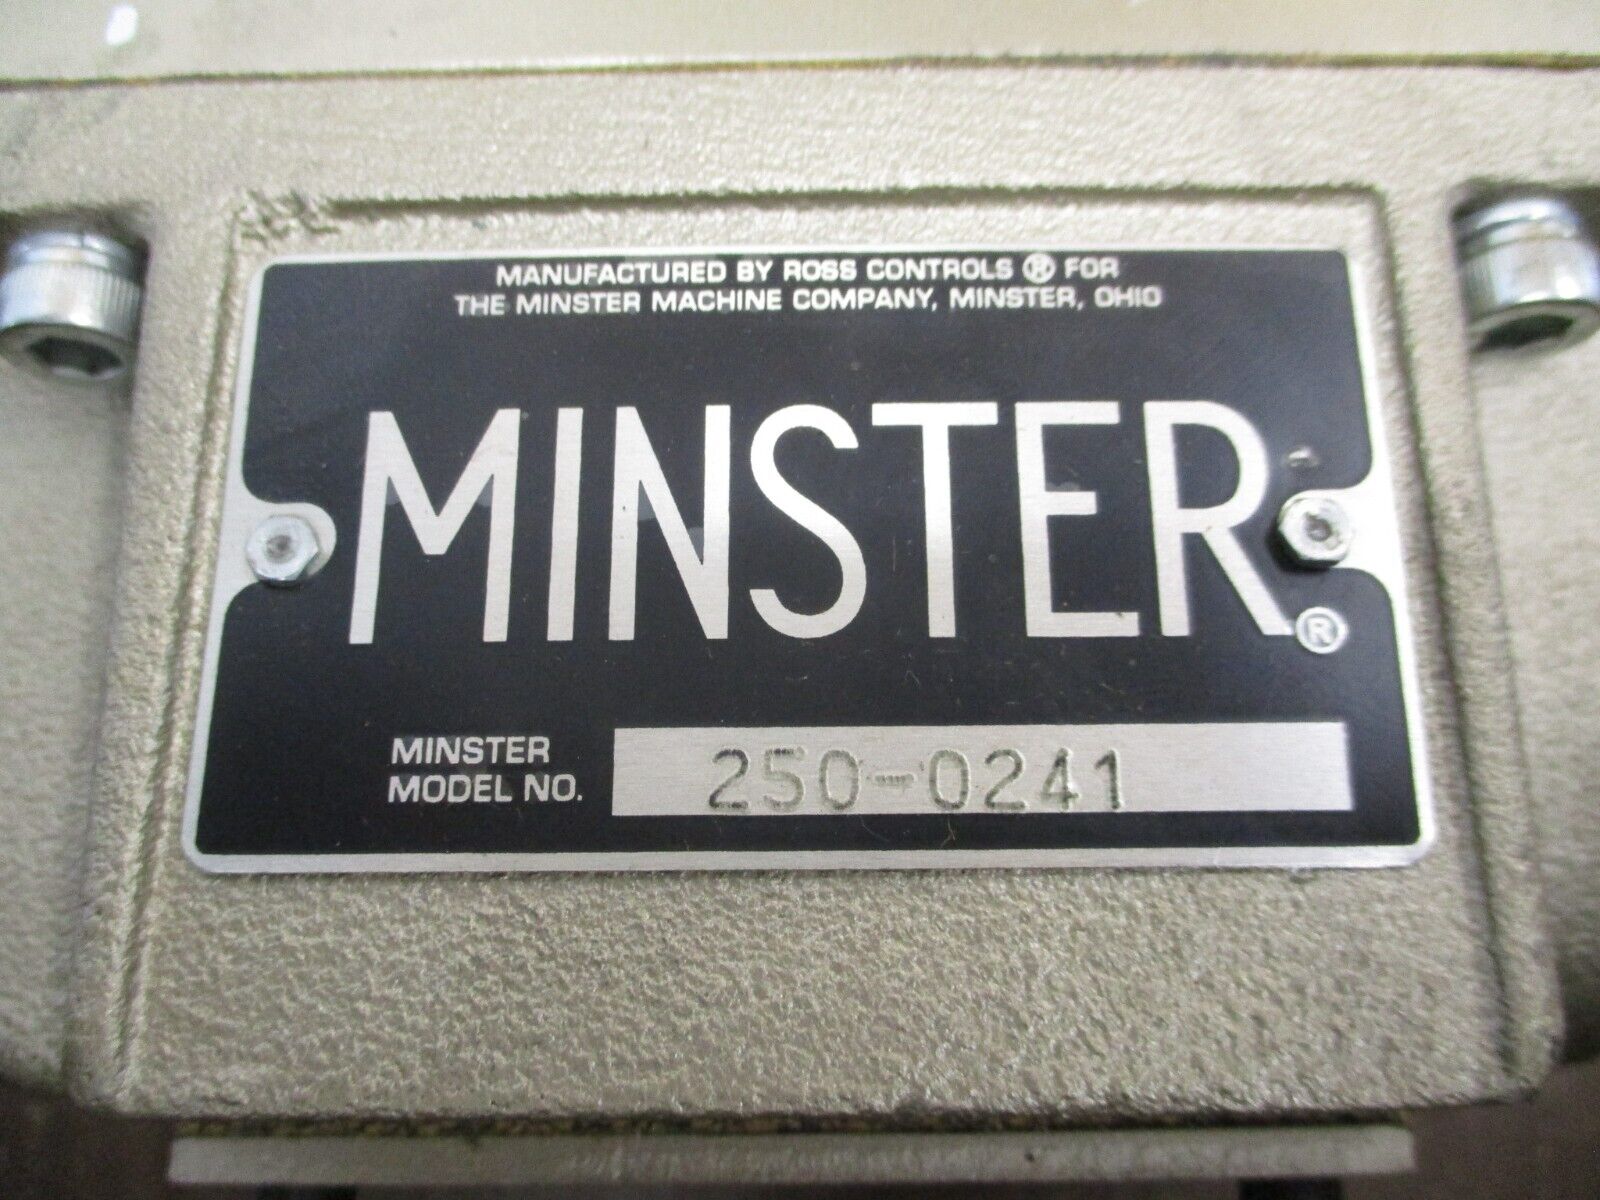 MANUFACTURED BY ROSS CONTROLS ® FOR
THE MINSTER MACHINE COMPANY, MINSTER, OHIO
MINSTER®
MINSTER
MODEL NO. 250-0241